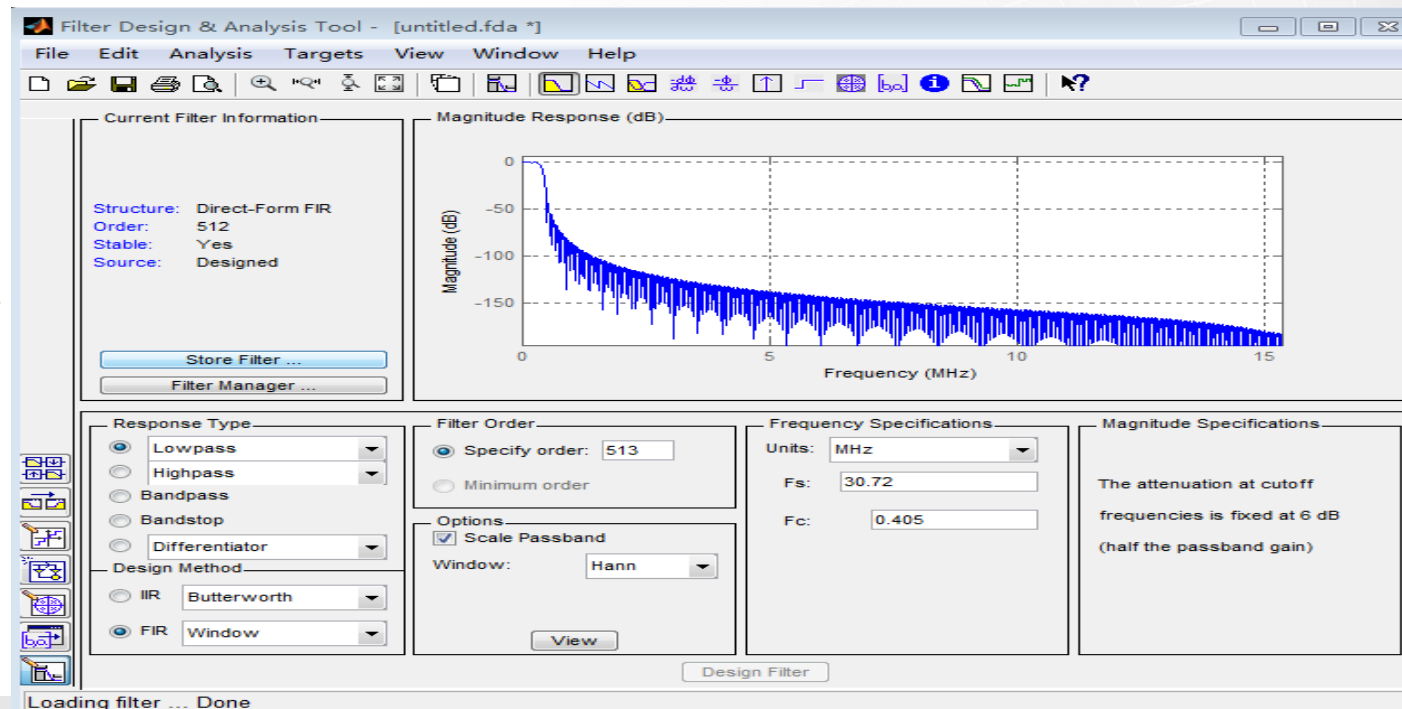 Filter Design & Analysis Tool - [untitled.fda *]
File Edit Analysis Targets View Window Help
Current Filter Information
Structure: Direct-Form FIR
Order: 512
Stable: Yes
Source: Designed
Store Filter ...
Filter Manager ...
Magnitude Response (dB)
Magnitude (dB)
0
-50
-100
-150
0 5 10 15
Frequency (MHz)
Response Type
Lowpass
Highpass
Bandpass
Bandstop
Differentiator
Design Method
IIR Butterworth
FIR Window
Filter Order
Specify order: 513
Minimum order
Options
Scale Passband
Window: Hann
View
Frequency Specifications
Units: MHz
Fs: 30.72
Fc: 0.405
Magnitude Specifications
The attenuation at cutoff
frequencies is fixed at 6 dB
(half the passband gain)
Design Filter
Loading filter ... Done